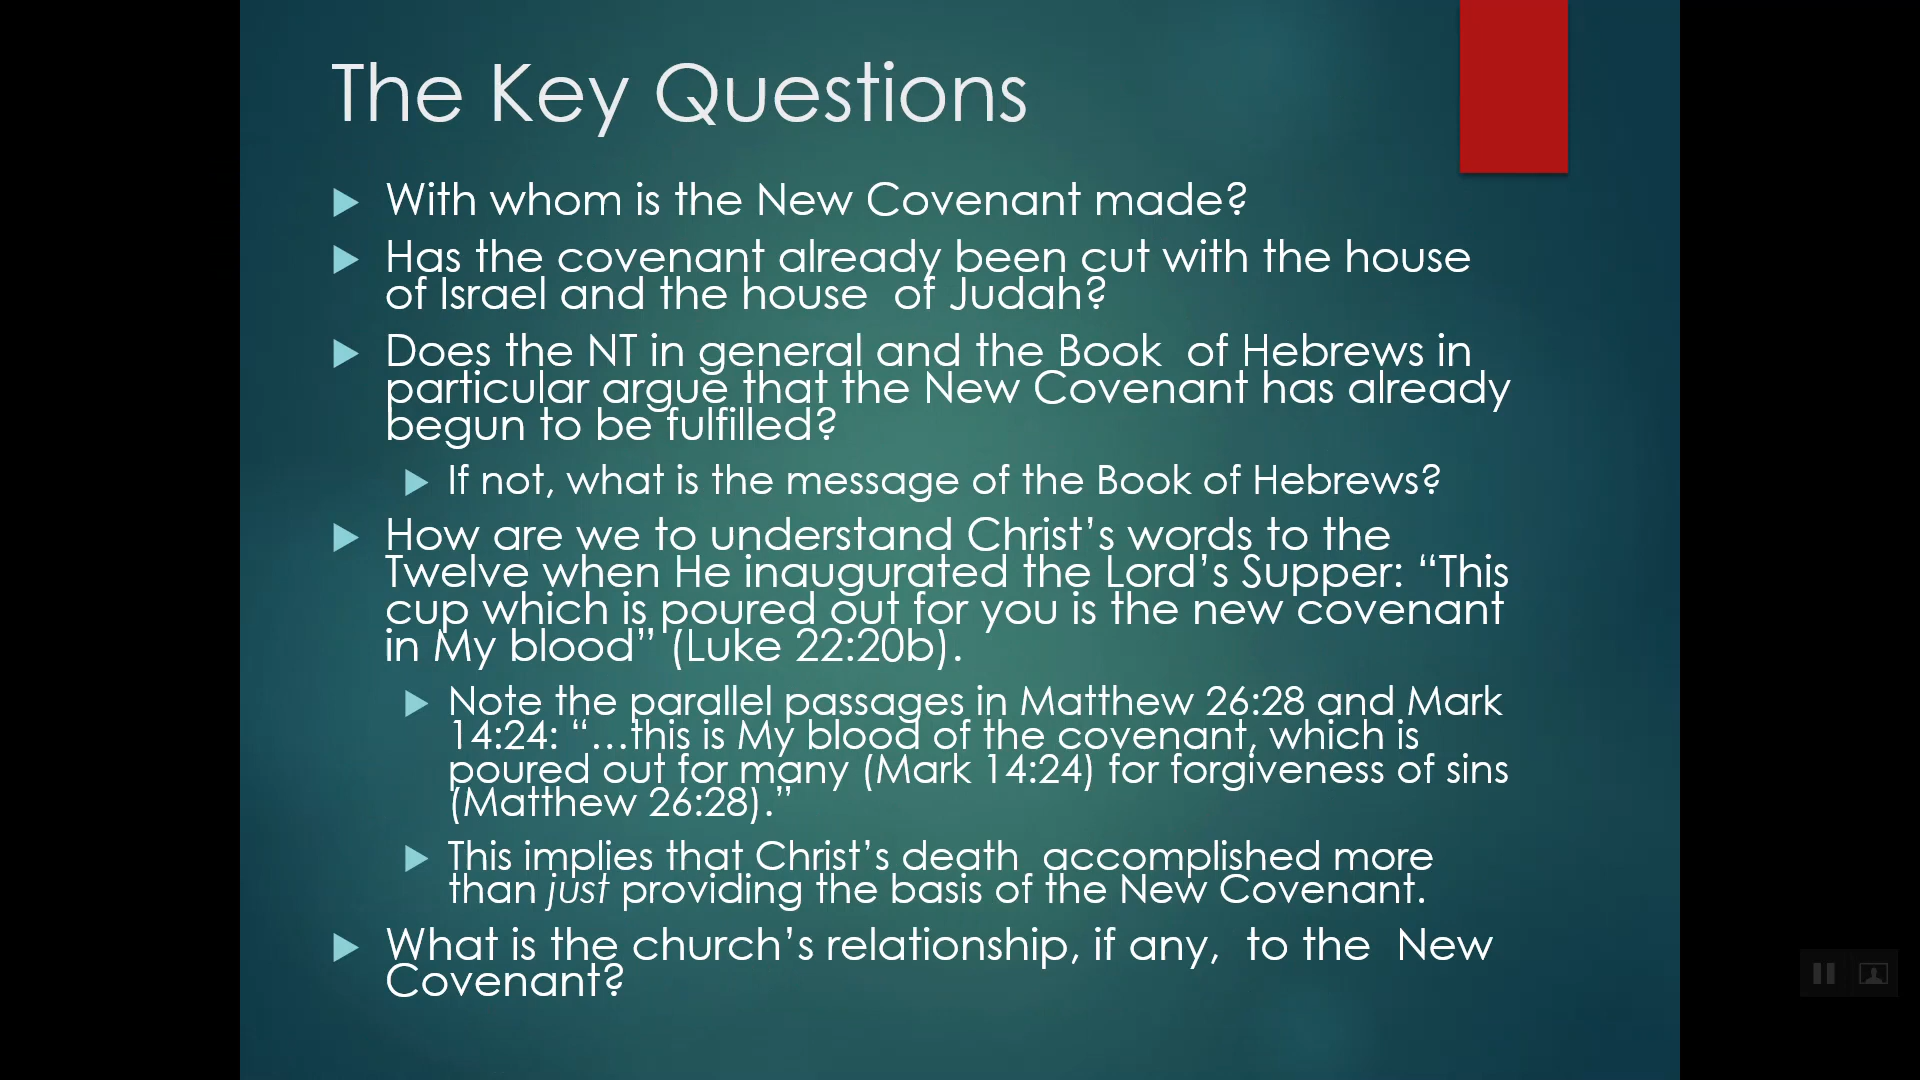 The Key Questions
With whom is the New Covenant made?
Has the covenant already been cut with the house
of Israel and the house  of Judah?
Does the NT in general and the Book  of Hebrews in
particular argue that the New Covenant has already
begun to be fulfilled?
If not, what is the message of the Book of Hebrews?
How are we to understand Christ’s words to the
Twelve when He inaugurated the Lord’s Supper: “This
cup which is poured out for you is the new covenant
in My blood” (Luke 22:20b).
Note the parallel passages in Matthew 26:28 and Mark
14:24: “…this is My blood of the covenant, which is
poured out for many (Mark 14:24) for forgiveness of sins
(Matthew 26:28).”
This implies that Christ’s death  accomplished more
than just providing the basis of the New Covenant.
What is the church’s relationship, if any,  to the  New
Covenant?